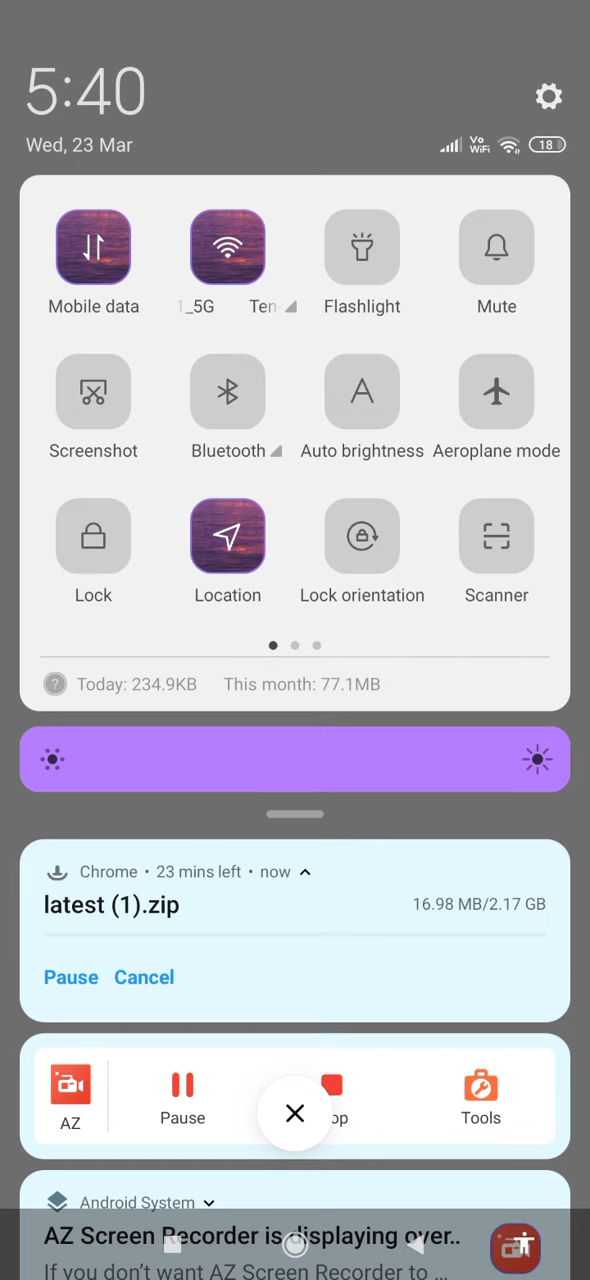 5:40
Wed, 23 Mar
Vo
WiFi
18
Mobile data
1_5G Ten
Flashlight
Mute
Screenshot
Bluetooth
A
Auto brightness
Aeroplane mode
Lock
Location
Lock orientation
Scanner
? Today: 234.9KB This month: 77.1MB
Chrome • 23 mins left • now
latest (1).zip 16.98 MB/2.17 GB
Pause Cancel
AZ
Pause
op
Tools
Android System
AZ Screen Recorder is displaying over..
If you don't want AZ Screen Recorder to ...